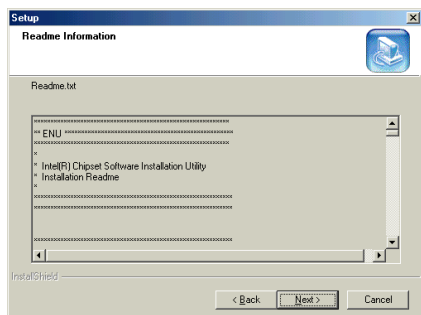 Setup
Readme Information
Readme.txt
************************************************************
** ENU ****************************************************
************************************************************
*
* Intel(R) Chipset Software Installation Utility
* Installation Readme
*
************************************************************
************************************************************
************************************************************
InstallShield
< Back
Next >
Cancel